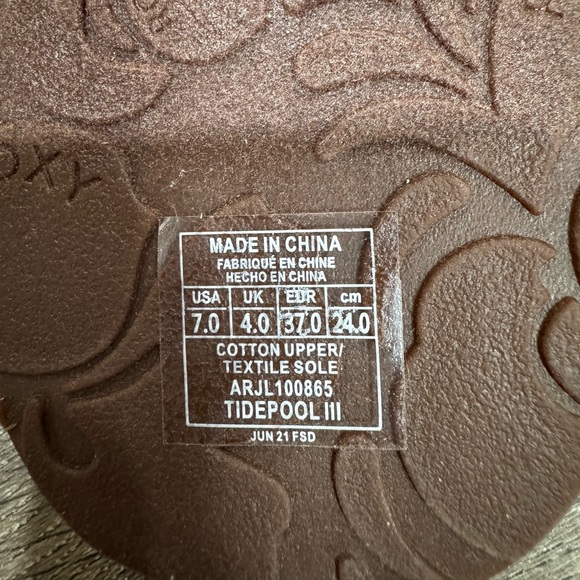 OXY
MADE IN CHINA
FABRIQUÉ EN CHINE
HECHO EN CHINA
USA UK EUR cm
7.0 4.0 37.0 24.0
COTTON UPPER/
TEXTILE SOLE
ARJL100865
TIDEPOOL III
JUN 21 FSD